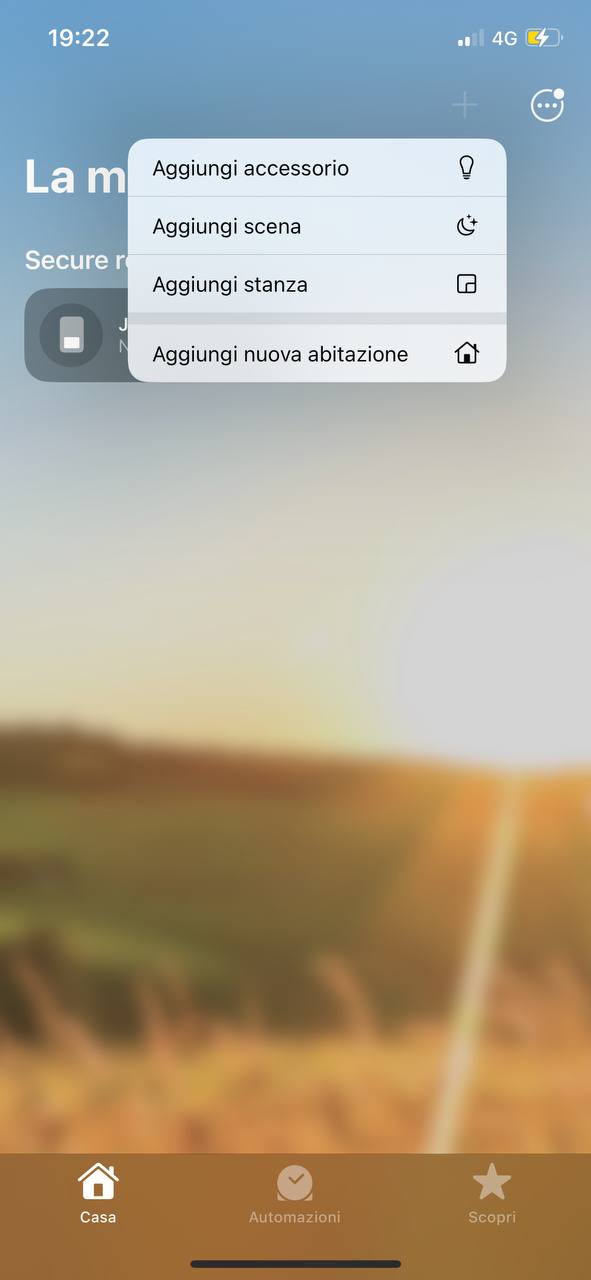 19:22
4G
La m
Aggiungi accessorio
Aggiungi scena
Secure r
Aggiungi stanza
J
N
Aggiungi nuova abitazione
Casa
Automazioni
Scopri